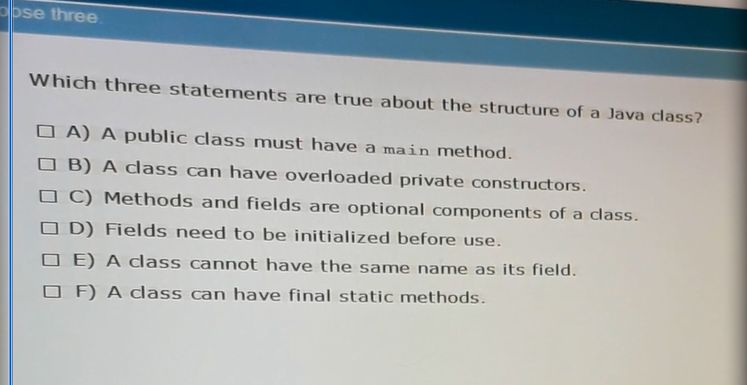 ose three.
Which three statements are true about the structure of a Java class?
A) A public class must have a main method.
B) A class can have overloaded private constructors.
C) Methods and fields are optional components of a class.
D) Fields need to be initialized before use.
E) A class cannot have the same name as its field.
F) A class can have final static methods.